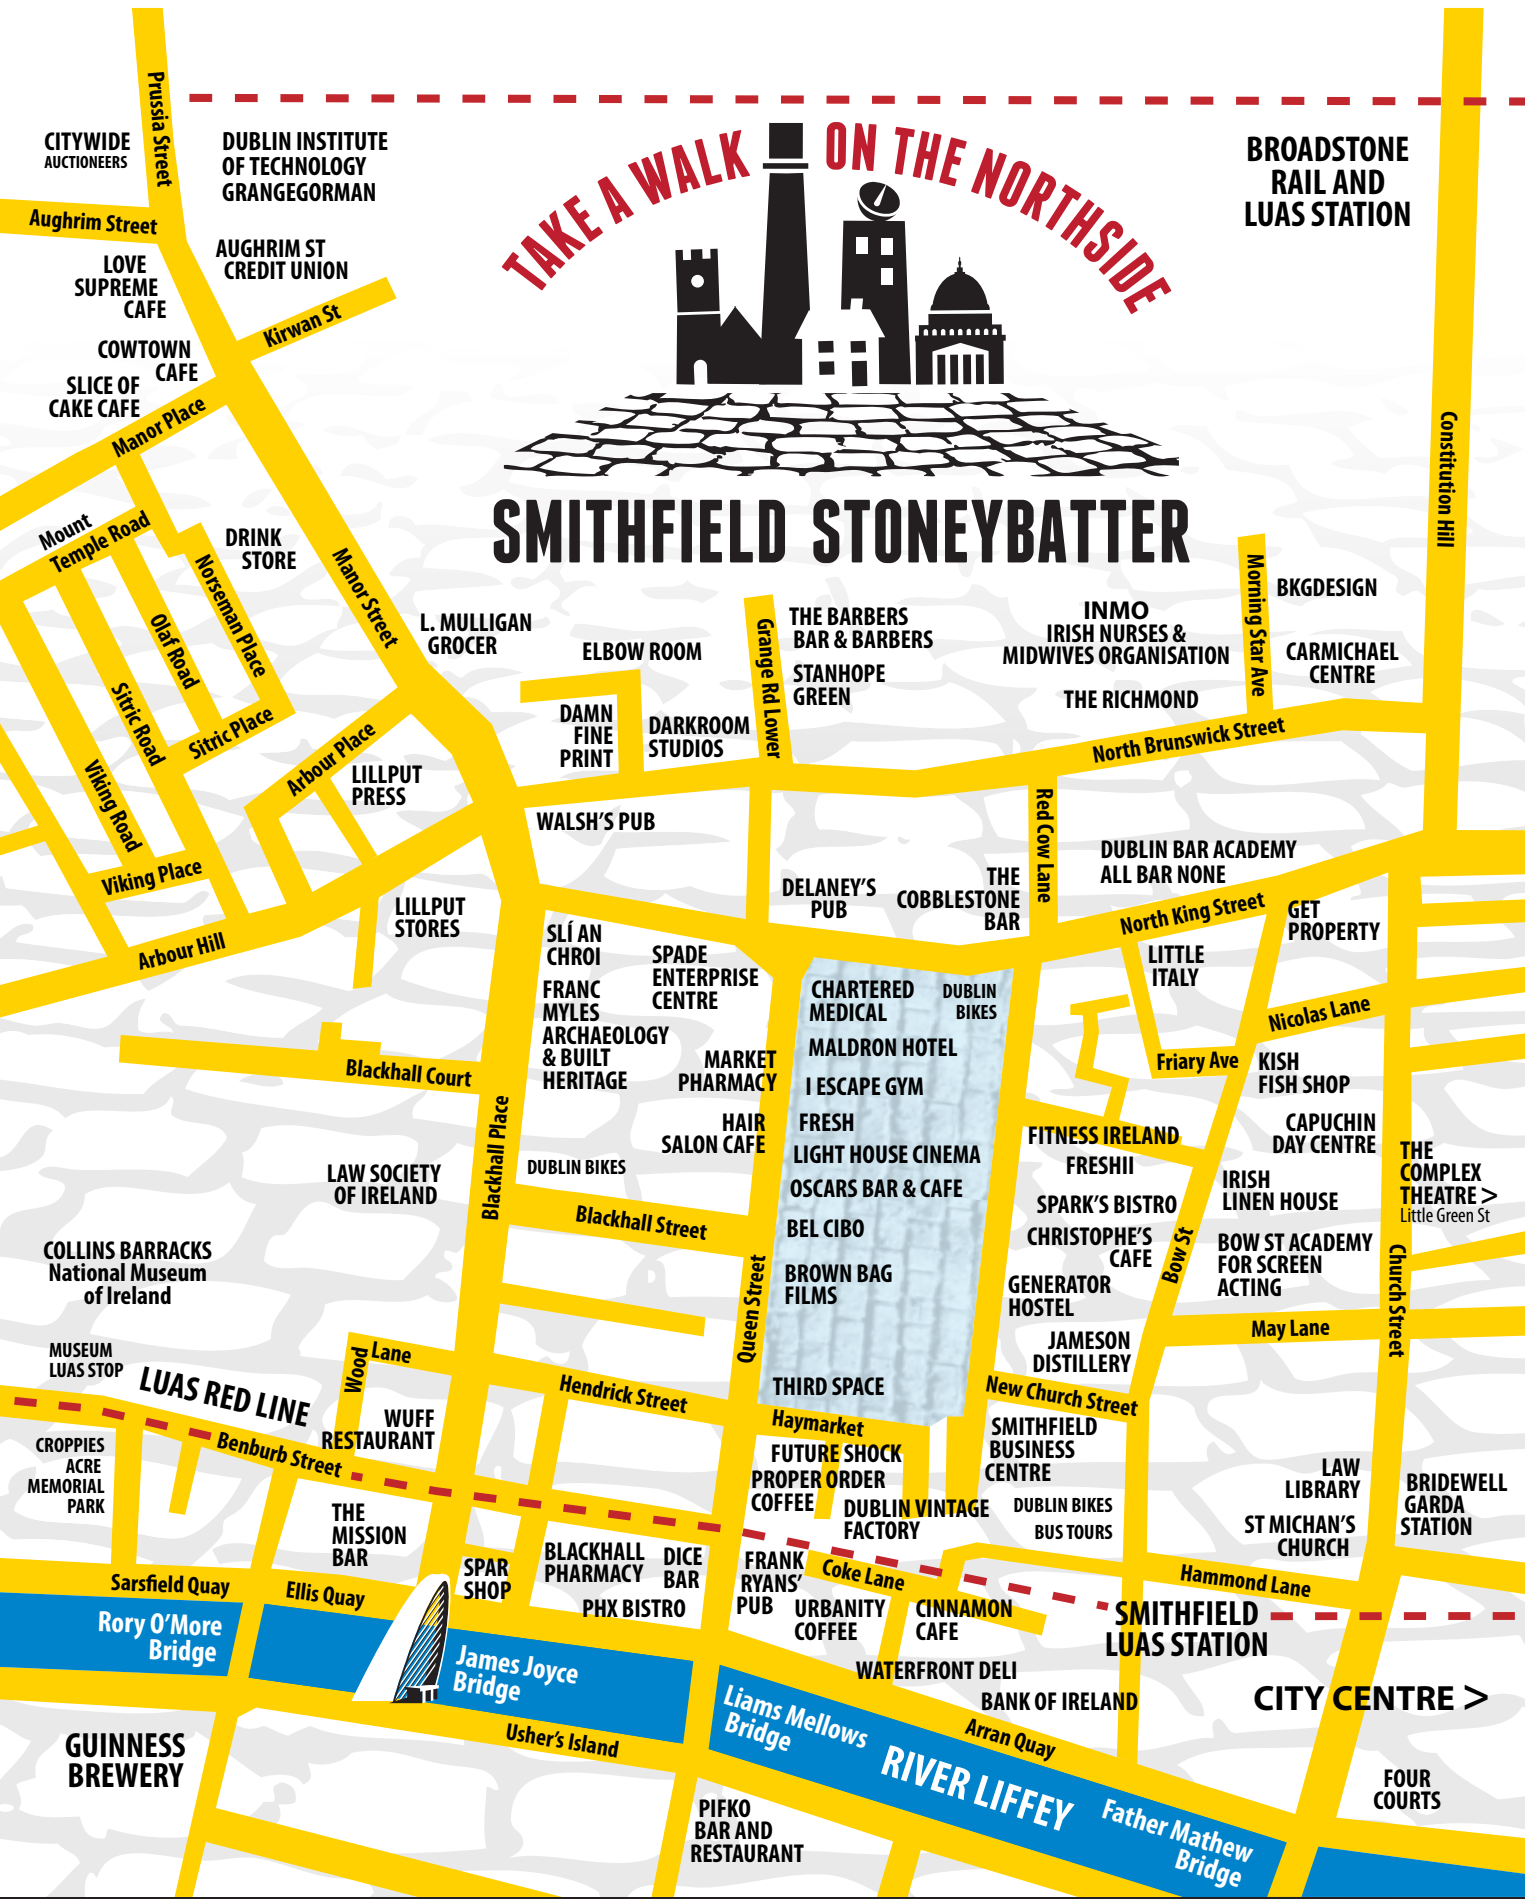 Prussia Street
CITYWIDE
AUCTIONEERS
DUBLIN INSTITUTE
OF TECHNOLOGY
GRANGEGORMAN
TAKE A WALK ON THE NORTHSIDE
BROADSTONE
RAIL AND
LUAS STATION
Aughrim Street
AUGHRIM ST
CREDIT UNION
LOVE
SUPREME
CAFE
Kirwan St
COWTOWN
CAFE
SLICE OF
CAKE CAFE
Manor Place
Constitution Hill
SMITHFIELD STONEYBATTER
Mount
Temple Road
DRINK
STORE
Norseman Place
Manor Street
Olaf Road
Sitric Road
Sitric Place
Viking Road
Viking Place
Arbour Place
Arbour Hill
L. MULLIGAN
GROCER
ELBOW ROOM
Grange Rd Lower
THE BARBERS
BAR & BARBERS
STANHOPE
GREEN
INMO
IRISH NURSES &
MIDWIVES ORGANISATION
THE RICHMOND
Morning Star Ave
BKGDESIGN
CARMICHAEL
CENTRE
DAMN
FINE
PRINT
DARKROOM
STUDIOS
North Brunswick Street
LILLPUT
PRESS
WALSH'S PUB
Red Cow Lane
DUBLIN BAR ACADEMY
ALL BAR NONE
DELANEY'S
PUB
THE
COBBLESTONE
BAR
North King Street
GET
PROPERTY
LILLPUT
STORES
SLÍ AN
CHROI
SPADE
ENTERPRISE
CENTRE
FRANC
MYLES
ARCHAEOLOGY
& BUILT
HERITAGE
LITTLE
ITALY
CHARTERED
MEDICAL
DUBLIN
BIKES
MALDRON HOTEL
I ESCAPE GYM
FRESH
LIGHT HOUSE CINEMA
OSCARS BAR & CAFE
BEL CIBO
BROWN BAG
FILMS
THIRD SPACE
Nicolas Lane
Friary Ave
KISH
FISH SHOP
Blackhall Court
MARKET
PHARMACY
HAIR
SALON CAFE
DUBLIN BIKES
Blackhall Place
LAW SOCIETY
OF IRELAND
Blackhall Street
Queen Street
FITNESS IRELAND
FRESHII
SPARK'S BISTRO
CHRISTOPHE'S
CAFE
GENERATOR
HOSTEL
JAMESON
DISTILLERY
Bow St
CAPUCHIN
DAY CENTRE
IRISH
LINEN HOUSE
BOW ST ACADEMY
FOR SCREEN
ACTING
THE
COMPLEX
THEATRE >
Little Green St
Church Street
May Lane
COLLINS BARRACKS
National Museum
of Ireland
MUSEUM
LUAS STOP
LUAS RED LINE
Wood
Lane
Hendrick Street
Haymarket
New Church Street
WUFF
RESTAURANT
Benburb Street
CROPPIES
ACRE
MEMORIAL
PARK
FUTURE SHOCK
PROPER ORDER
COFFEE
DUBLIN VINTAGE
FACTORY
SMITHFIELD
BUSINESS
CENTRE
DUBLIN BIKES
BUS TOURS
LAW
LIBRARY
ST MICHAN'S
CHURCH
BRIDEWELL
GARDA
STATION
THE
MISSION
BAR
SPAR
SHOP
BLACKHALL
PHARMACY
DICE
BAR
PHX BISTRO
FRANK
RYANS'
PUB
Coke Lane
URBANITY
COFFEE
CINNAMON
CAFE
Hammond Lane
Sarsfield Quay
Ellis Quay
SMITHFIELD
LUAS STATION
Rory O'More
Bridge
James Joyce
Bridge
WATERFRONT DELI
BANK OF IRELAND
CITY CENTRE >
Liams Mellows
Bridge
Arran Quay
Usher's Island
GUINNESS
BREWERY
RIVER LIFFEY
Father Mathew
Bridge
FOUR
COURTS
PIFKO
BAR AND
RESTAURANT